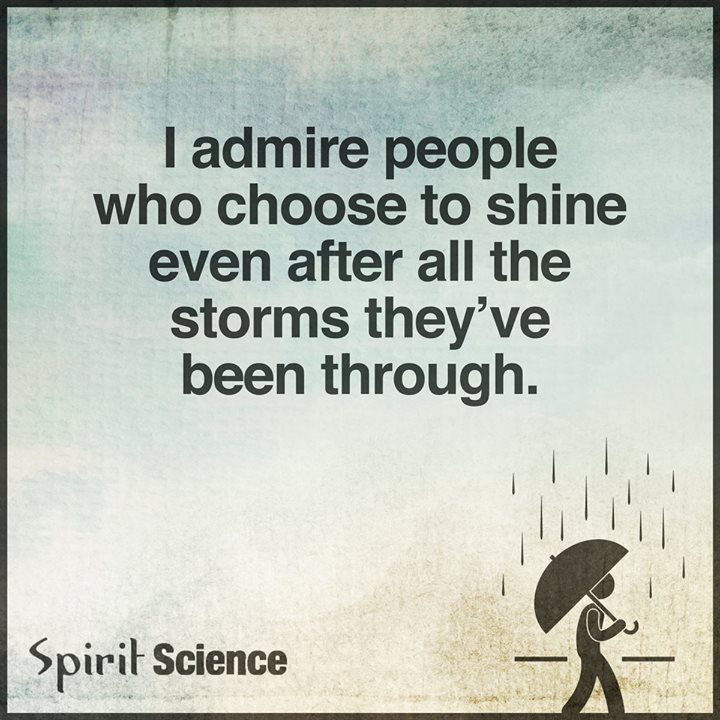 I admire people
who choose to shine
even after all the
storms they’ve
been through.
Spirit Science